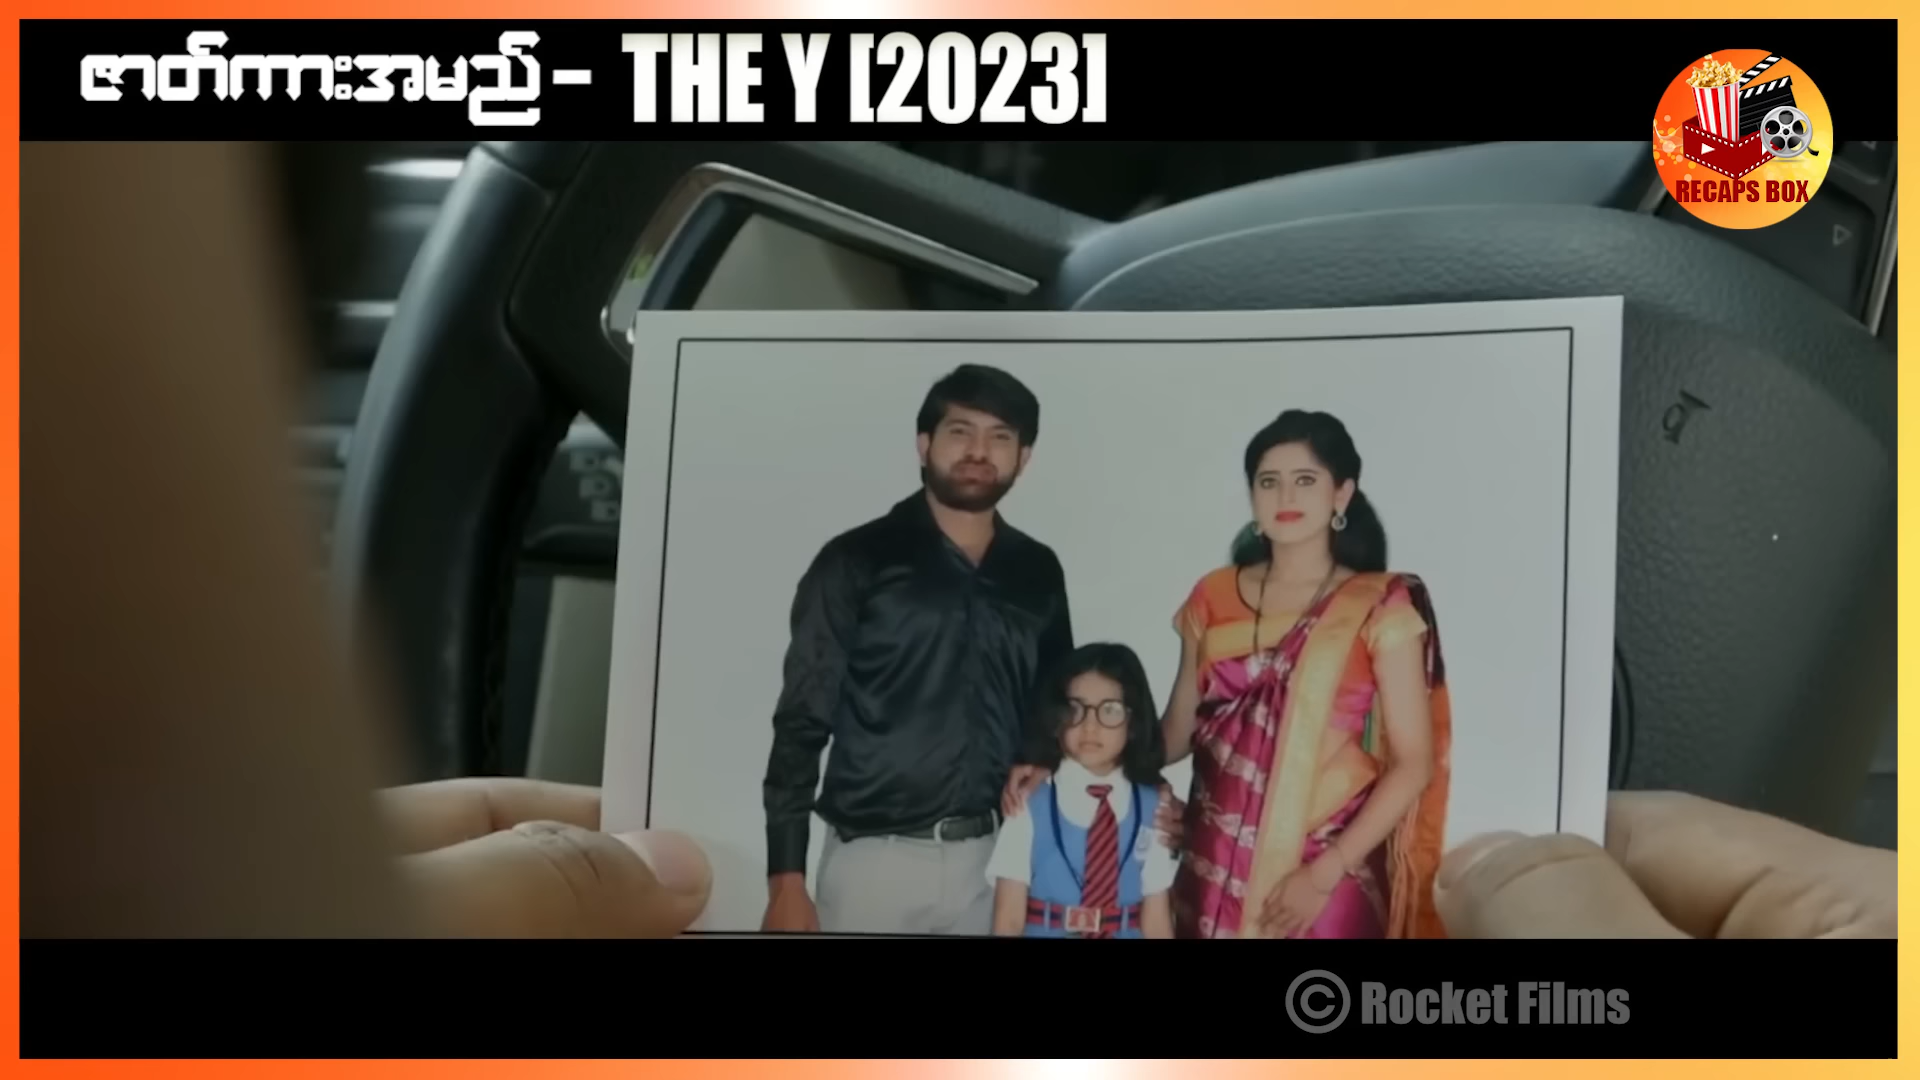 ဇာတ်ကားအမည် - THE Y [2023]
RECAPS BOX
© Rocket Films